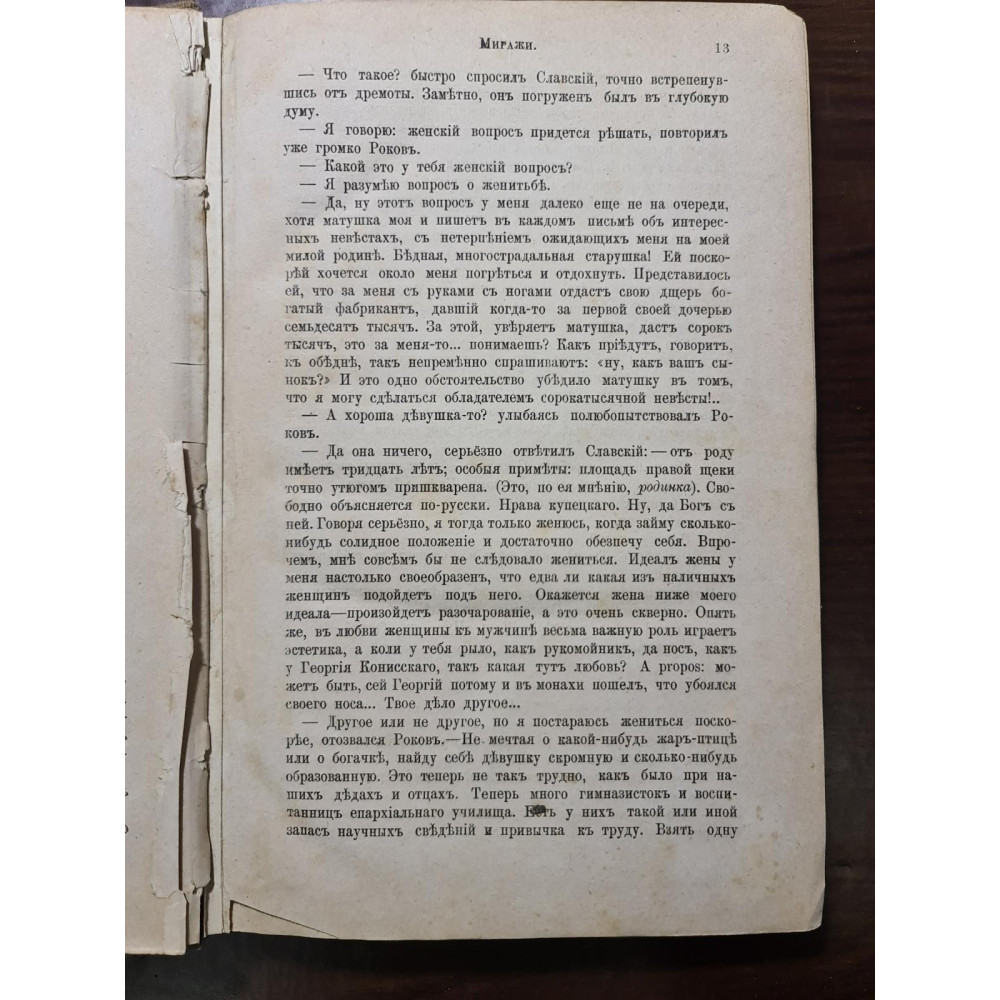 Миражи.
13
— Что такое? быстро спросилъ Славскій, точно встрепенув-
шись отъ дремоты. Замѣтно, онъ погруженъ былъ въ глубокую
думу.
— Я говорю: женскій вопросъ придется рѣшать, повторилъ
уже громко Роковъ.
— Какой это у тебя женскій вопросъ?
— Я разумѣю вопросъ о женитьбѣ.
— Да, ну этотъ вопросъ у меня далеко еще не на очереди,
хотя матушка моя и пишетъ въ каждомъ письмѣ объ интерес-
ныхъ невѣстахъ, съ нетерпѣніемъ ожидающихъ меня на моей
милой родинѣ. Бѣдная, многострадальная старушка! Ей поско-
рѣй хочется около меня погрѣться и отдохнуть. Представилось
ей, что за меня съ руками съ ногами отдастъ свою дщерь бо-
гатый фабрикантъ, давшій когда-то за первой своей дочерью
семьдесятъ тысячъ. За этой, увѣряетъ матушка, дастъ сорокъ
тысячъ, это за меня-то... понимаешь? Какъ пріѣдутъ, говоритъ,
къ обѣднѣ, такъ непремѣнно спрашиваютъ: «ну, какъ вашъ сы-
нокъ?» И это одно обстоятельство убѣдило матушку въ томъ,
что я могу сдѣлаться обладателемъ сорокатысячной невѣсты!..
— А хороша дѣвушка-то? улыбаясь полюбопытствовалъ Ро-
ковъ.
— Да она ничего, серьёзно отвѣтилъ Славскій: — отъ роду
имѣетъ тридцать лѣтъ; особыя примѣты: площадь правой щеки
точно утюгомъ пришкварена. (Это, по ея мнѣнію, родинка). Сво-
бодно объясняется по-русски. Нрава купецкаго. Ну, да Богъ съ
ней. Говоря серьёзно, я тогда только женюсь, когда займу сколько-
нибудь солидное положеніе и достаточно обезпечу себя. Впро-
чемъ, мнѣ совсѣмъ бы не слѣдовало жениться. Идеалъ жены у
меня настолько своеобразенъ, что едва ли какая изъ наличныхъ
женщинъ подойдетъ подъ него. Окажется жена ниже моего
идеала—произойдетъ разочарованіе, а это очень скверно. Опять
же, въ любви женщины къ мужчинѣ весьма важную роль играетъ
эстетика, а коли у тебя рыло, какъ рукомойникъ, да носъ, какъ
у Георгія Конисскаго, такъ какая тутъ любовь? A propos: мо-
жетъ быть, сей Георгій потому и въ монахи пошелъ, что убоялся
своего носа... Твое дѣло другое...
— Другое или не другое, но я постараюсь жениться поско-
рѣе, отозвался Роковъ.—Не мечтая о какой-нибудь жаръ-птицѣ
или о богачкѣ, найду себѣ дѣвушку скромную и сколько-нибудь
образованную. Это теперь не такъ трудно, какъ было при на-
шихъ дѣдахъ и отцахъ. Теперь много гимназистокъ и воспи-
танницъ епархіальнаго училища. Есть у нихъ такой или иной
запасъ научныхъ свѣдѣній и привычка къ труду. Взять одну